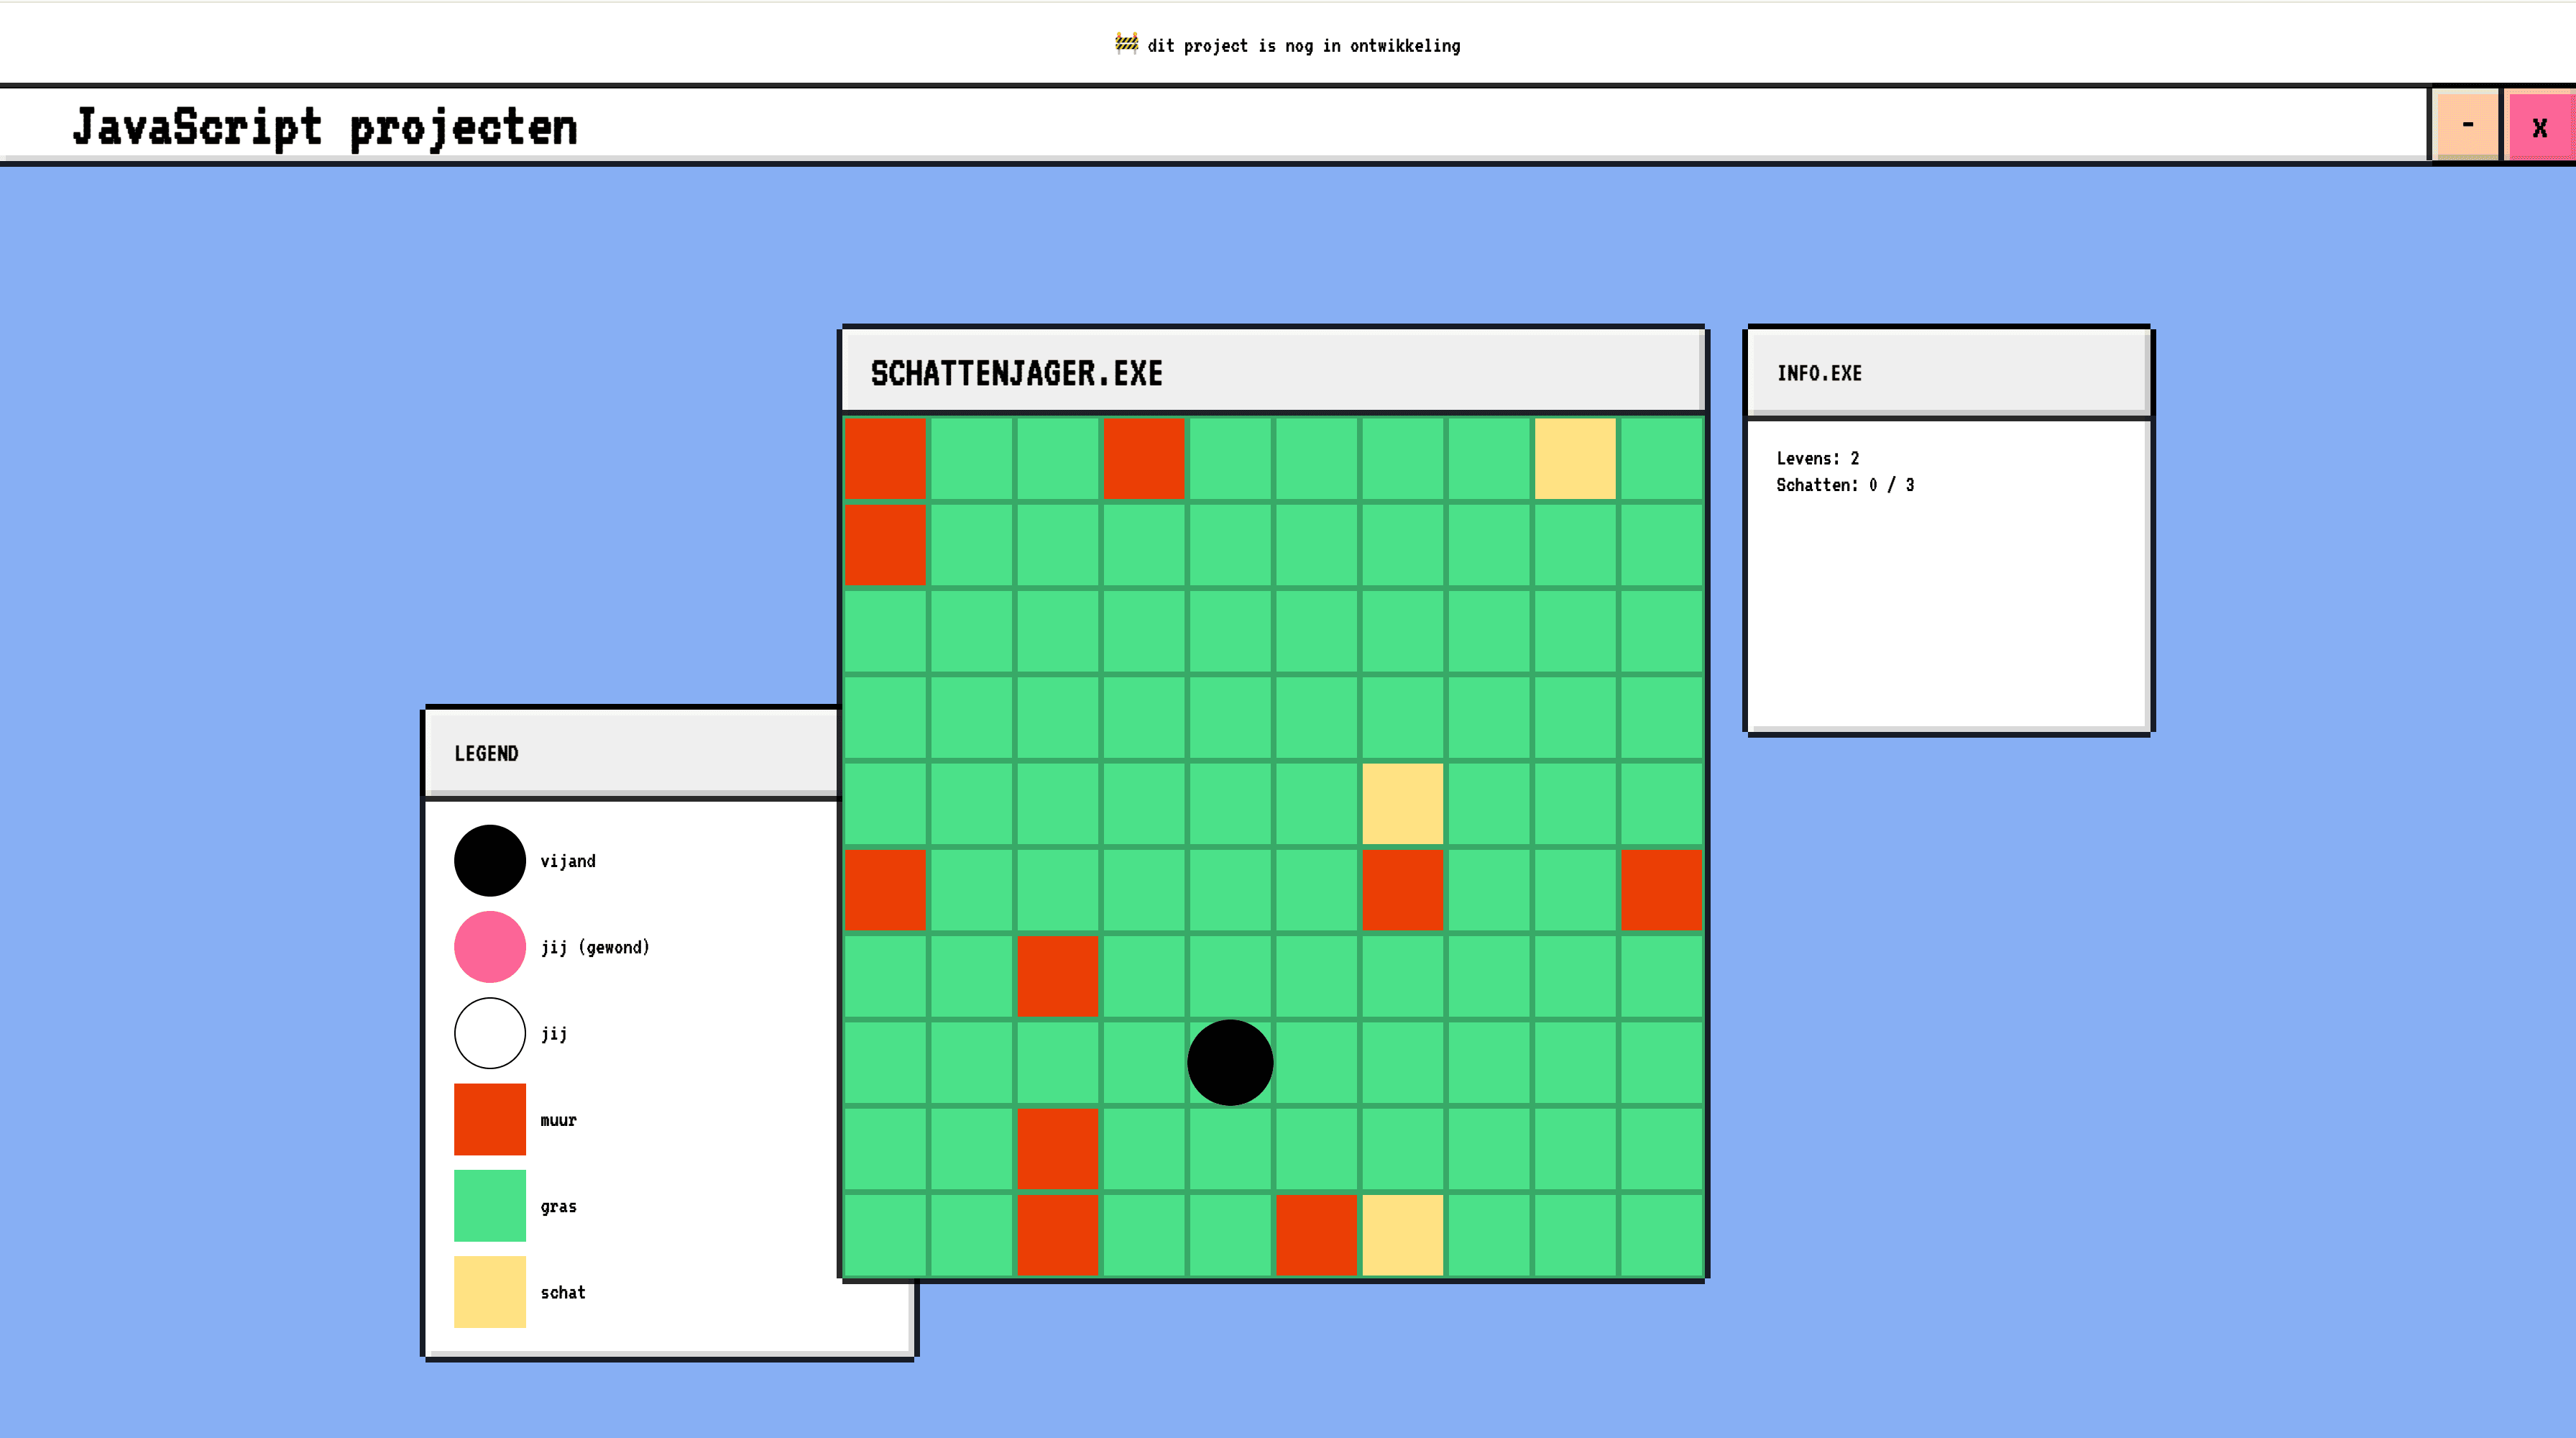 🚧 dit project is nog in ontwikkeling
JavaScript projecten
-
x
SCHATTENJAGER.EXE
INFO.EXE
Levens: 2
Schatten: 0 / 3
LEGEND
vijand
jij (gewond)
jij
muur
gras
schat